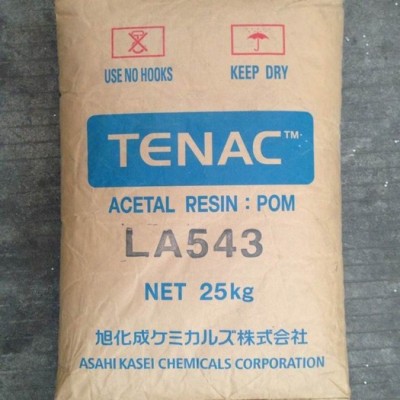 USE NO HOOKS KEEP DRY
TENAC™
ACETAL RESIN : POM
LA543
NET 25kg
旭化成ケミカルズ株式会社
ASAHI KASEI CHEMICALS CORPORATION